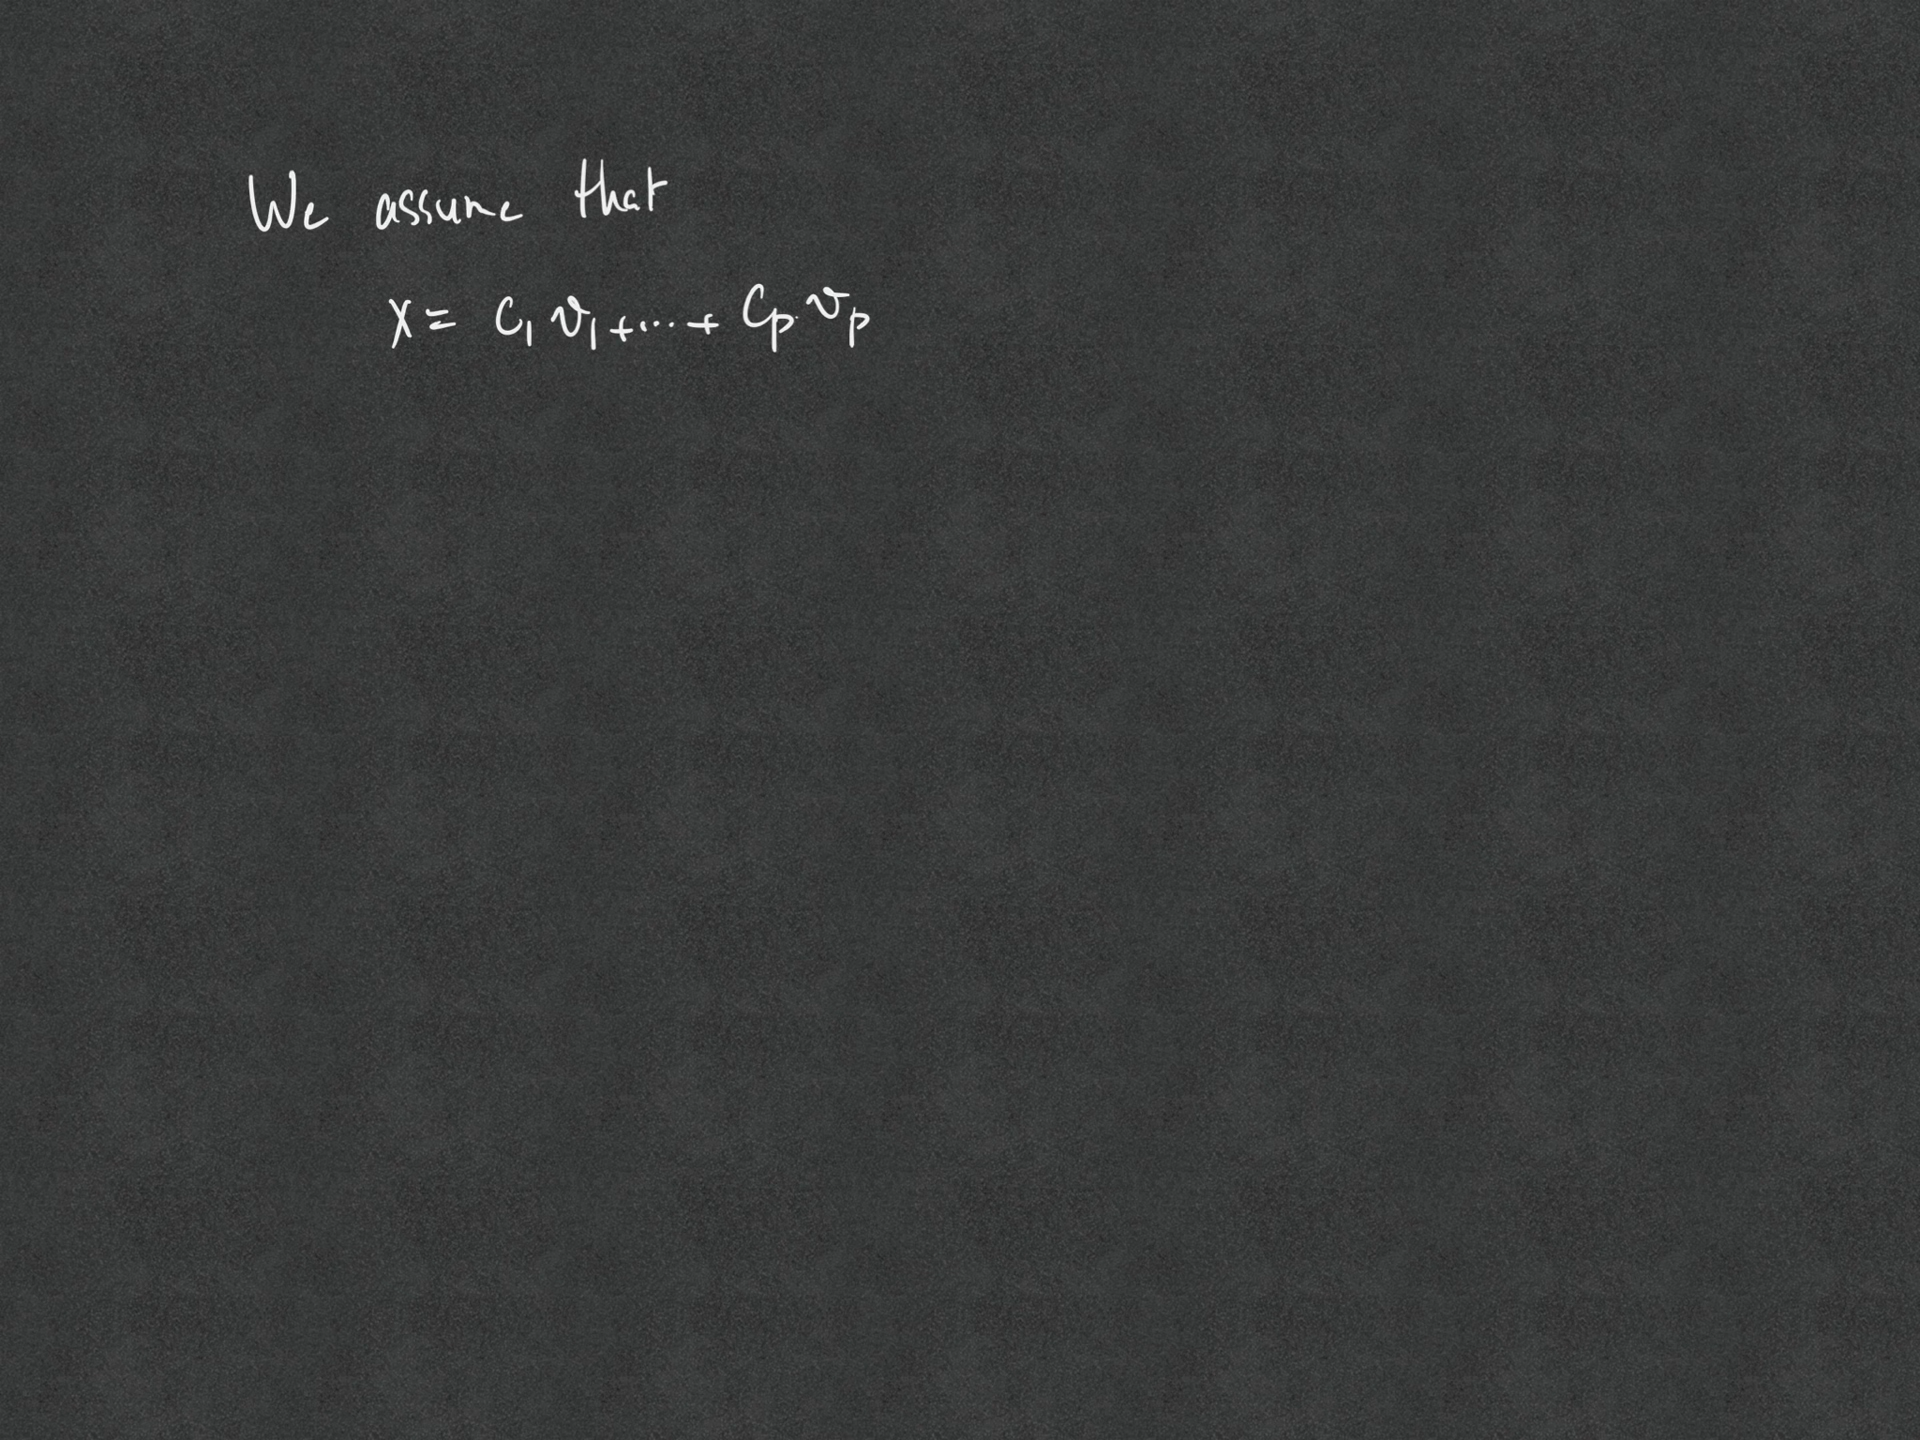 We assume that
x = c₁ v₁ + ... + cₚ vₚ